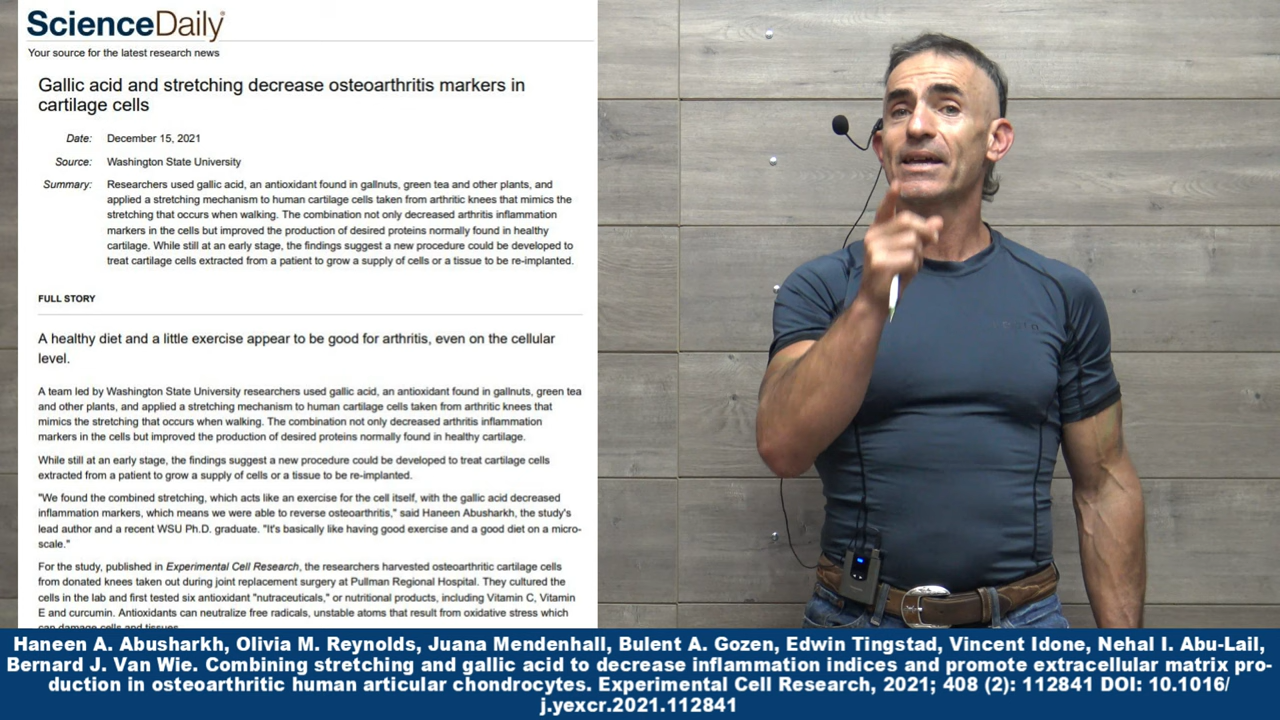 ScienceDaily
Your source for the latest research news
Gallic acid and stretching decrease osteoarthritis markers in
cartilage cells
Date: December 15, 2021
Source: Washington State University
Summary: Researchers used gallic acid, an antioxidant found in gallnuts, green tea and other plants, and
applied a stretching mechanism to human cartilage cells taken from arthritic knees that mimics the
stretching that occurs when walking. The combination not only decreased arthritis inflammation
markers in the cells but improved the production of desired proteins normally found in healthy
cartilage. While still at an early stage, the findings suggest a new procedure could be developed to
treat cartilage cells extracted from a patient to grow a supply of cells or a tissue to be re-implanted.
FULL STORY
A healthy diet and a little exercise appear to be good for arthritis, even on the cellular
level.
A team led by Washington State University researchers used gallic acid, an antioxidant found in gallnuts, green tea
and other plants, and applied a stretching mechanism to human cartilage cells taken from arthritic knees that
mimics the stretching that occurs when walking. The combination not only decreased arthritis inflammation
markers in the cells but improved the production of desired proteins normally found in healthy cartilage.
While still at an early stage, the findings suggest a new procedure could be developed to treat cartilage cells
extracted from a patient to grow a supply of cells or a tissue to be re-implanted.
"We found the combined stretching, which acts like an exercise for the cell itself, with the gallic acid decreased
inflammation markers, which means we were able to reverse osteoarthritis," said Haneen Abusharkh, the study's
lead author and a recent WSU Ph.D. graduate. "It's basically like having good exercise and a good diet on a micro-
scale."
For the study, published in Experimental Cell Research, the researchers harvested osteoarthritic cartilage cells
from donated knees taken out during joint replacement surgery at Pullman Regional Hospital. They cultured the
cells in the lab and first tested six antioxidant "nutraceuticals," or nutritional products, including Vitamin C, Vitamin
E and curcumin. Antioxidants can neutralize free radicals, unstable atoms that result from oxidative stress which
can damage cells and tissues.
Haneen A. Abusharkh, Olivia M. Reynolds, Juana Mendenhall, Bulent A. Gozen, Edwin Tingstad, Vincent Idone, Nehal I. Abu-Lail,
Bernard J. Van Wie. Combining stretching and gallic acid to decrease inflammation indices and promote extracellular matrix pro-
duction in osteoarthritic human articular chondrocytes. Experimental Cell Research, 2021; 408 (2): 112841 DOI: 10.1016/
j.yexcr.2021.112841